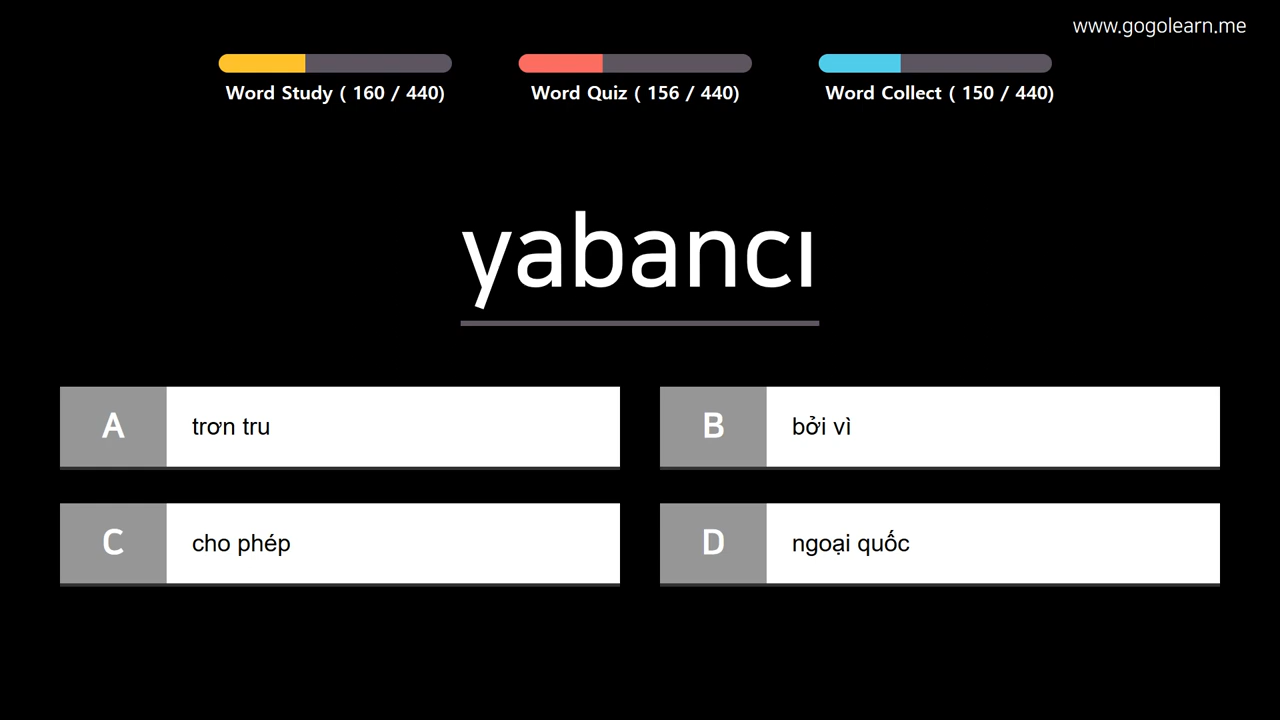 www.gogolearn.me
Word Study ( 160 / 440)
Word Quiz ( 156 / 440)
Word Collect ( 150 / 440)
yabancı
A trơn tru
B bởi vì
C cho phép
D ngoại quốc